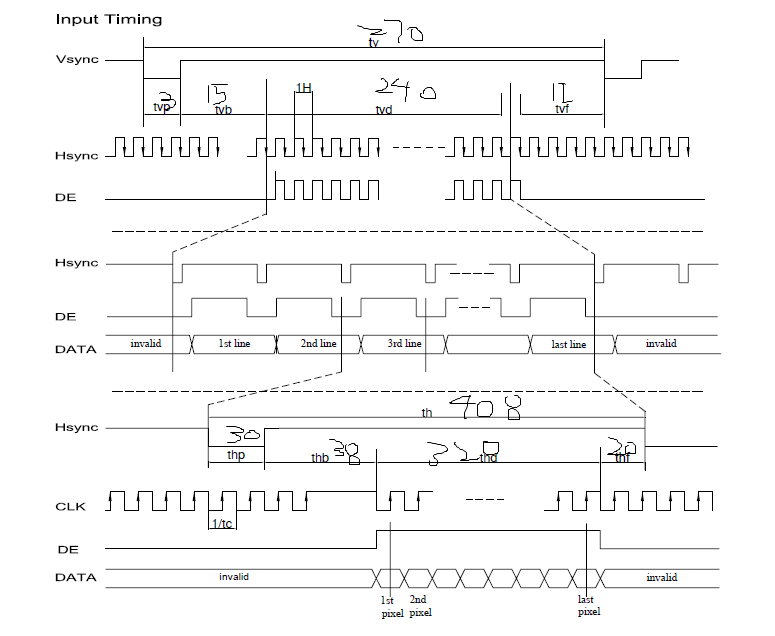 Input Timing
270
tv
Vsync
3 15 1H 240 12
tvp tvb tvd tvf
Hsync
DE
Hsync
DE
DATA invalid 1st line 2nd line 3rd line last line invalid
th 408
Hsync
30 38 320 20
thp thb thd thf
CLK
1/tc
DE
DATA invalid invalid
1st 2nd last
pixel pixel pixel